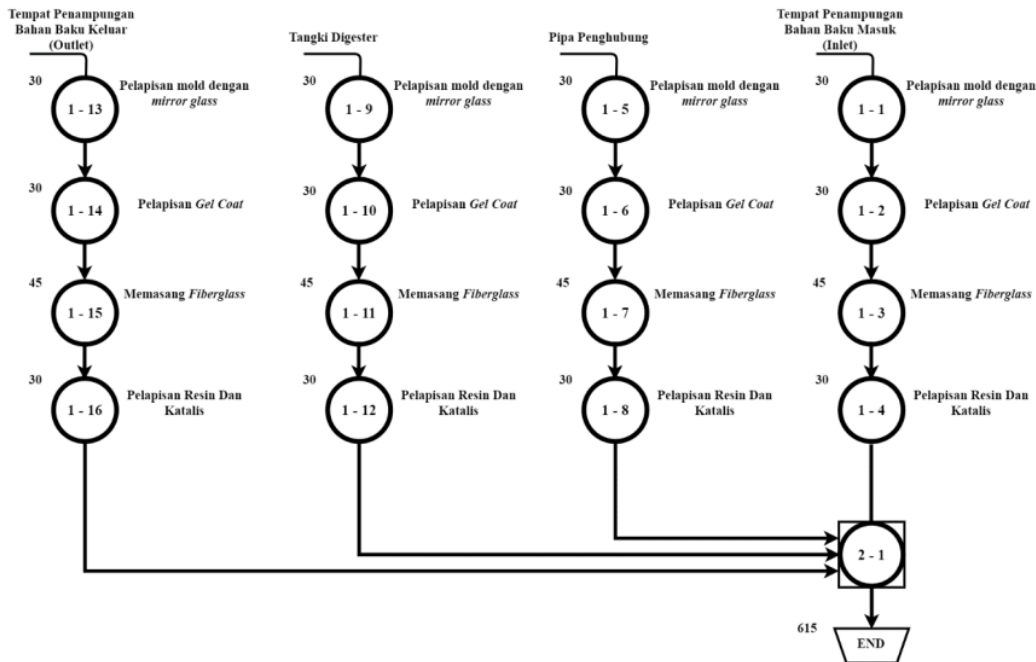 Tempat Penampungan
Bahan Baku Keluar
(Outlet)
30
1 - 13
Pelapisan mold dengan
mirror glass
30
1 - 14
Pelapisan Gel Coat
45
1 - 15
Memasang Fiberglass
30
1 - 16
Pelapisan Resin Dan
Katalis
Tangki Digester
30
1 - 9
Pelapisan mold dengan
mirror glass
30
1 - 10
Pelapisan Gel Coat
45
1 - 11
Memasang Fiberglass
30
1 - 12
Pelapisan Resin Dan
Katalis
Pipa Penghubung
30
1 - 5
Pelapisan mold dengan
mirror glass
30
1 - 6
Pelapisan Gel Coat
45
1 - 7
Memasang Fiberglass
30
1 - 8
Pelapisan Resin Dan
Katalis
Tempat Penampungan
Bahan Baku Masuk
(Inlet)
30
1 - 1
Pelapisan mold dengan
mirror glass
30
1 - 2
Pelapisan Gel Coat
45
1 - 3
Memasang Fiberglass
30
1 - 4
Pelapisan Resin Dan
Katalis
2 - 1
615
END